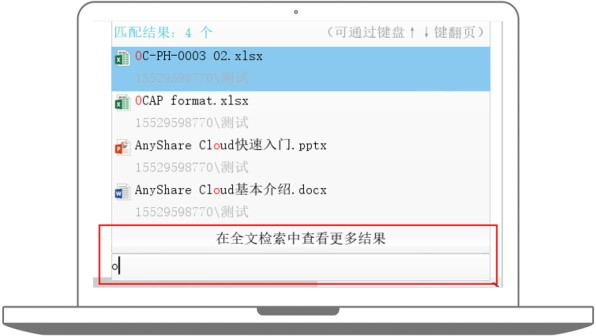 匹配结果: 4 个 (可通过键盘↑↓键翻页)
OC-PH-0003 02.xlsx
15529598770\测试
OCAP format.xlsx
15529598770\测试
AnyShare Cloud快速入门.pptx
15529598770\测试
AnyShare Cloud基本介绍.docx
15529598770\测试
在全文检索中查看更多结果
o